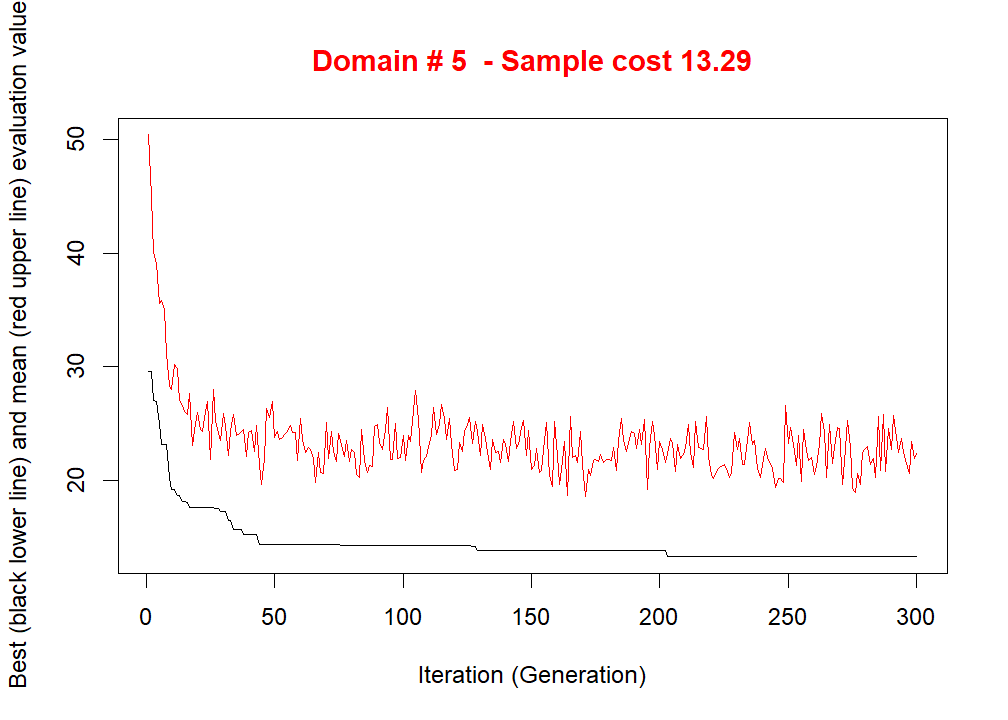 Domain # 5  - Sample cost 13.29
Best (black lower line) and mean (red upper line) evaluation value
50
40
30
20
0 50 100 150 200 250 300
Iteration (Generation)